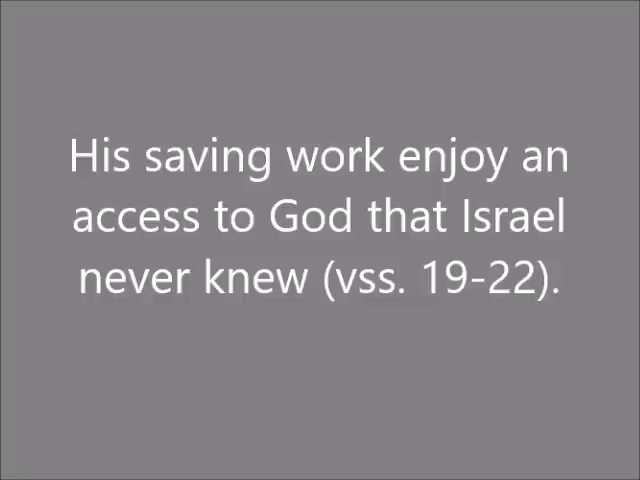 His saving work enjoy an
access to God that Israel
never knew (vss. 19-22).